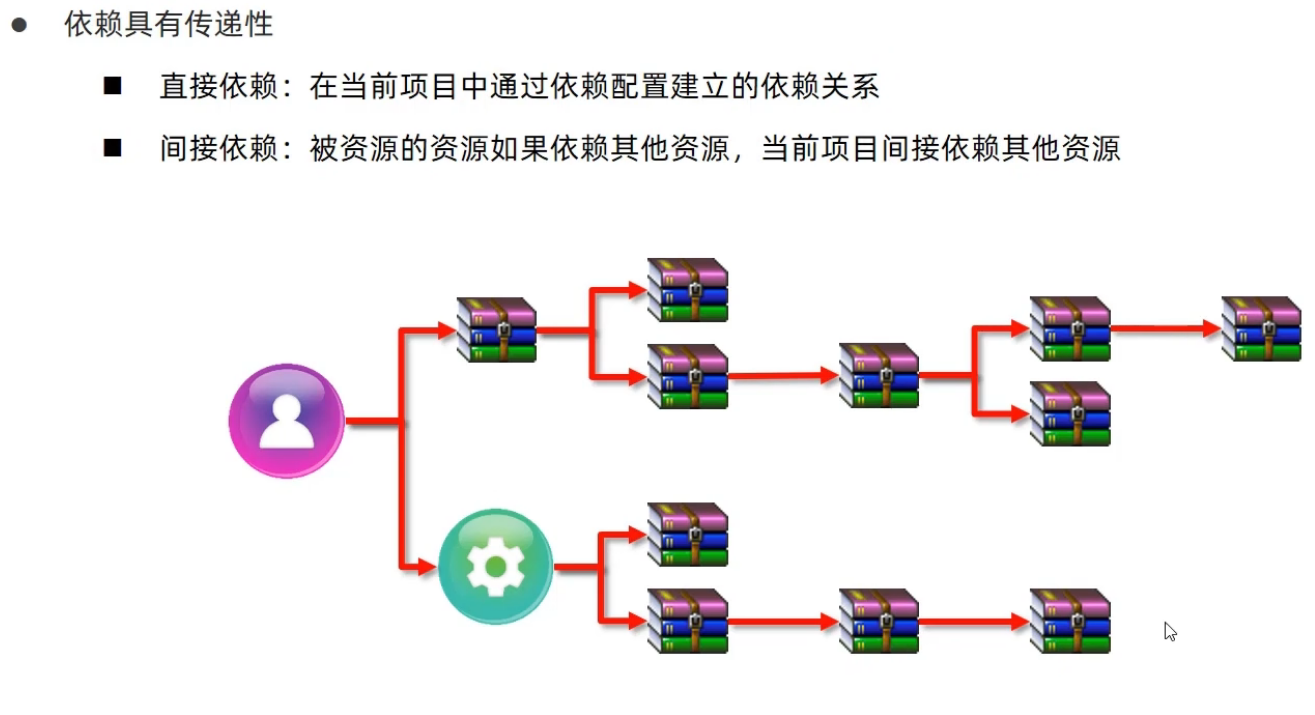 依赖具有传递性
直接依赖：在当前项目中通过依赖配置建立的依赖关系
间接依赖：被资源的资源如果依赖其他资源，当前项目间接依赖其他资源